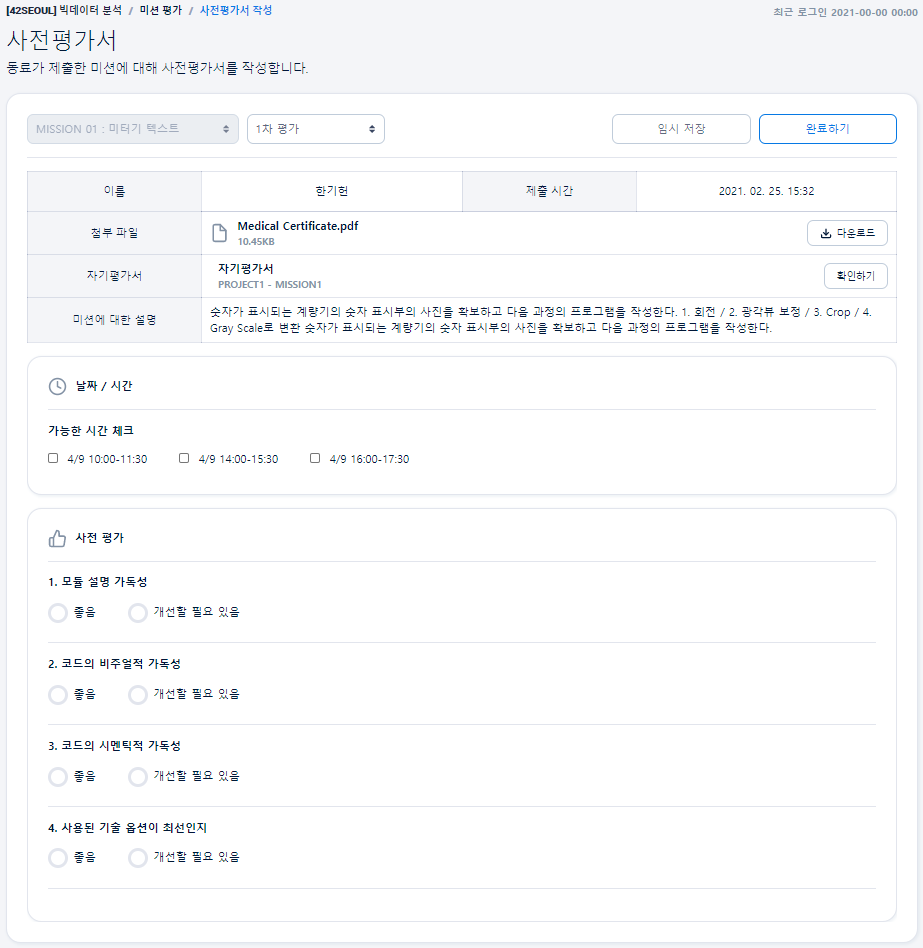 [42SEOUL] 빅데이터 분석 / 미션 평가 / 사전평가서 작성
최근 로그인 2021-00-00 00:00
사전평가서
동료가 제출한 미션에 대해 사전평가서를 작성합니다.
MISSION 01 : 미터기 텍스트
1차 평가
임시 저장
완료하기
이름
한기헌
제출 시간
2021. 02. 25. 15:32
첨부 파일
Medical Certificate.pdf
10.45KB
다운로드
자기평가서
자기평가서
PROJECT1 - MISSION1
확인하기
미션에 대한 설명
숫자가 표시되는 계량기의 숫자 표시부의 사진을 확보하고 다음 과정의 프로그램을 작성한다. 1. 회전 / 2. 광각뷰 보정 / 3. Crop / 4.
Gray Scale로 변환 숫자가 표시되는 계량기의 숫자 표시부의 사진을 확보하고 다음 과정의 프로그램을 작성한다.
날짜 / 시간
가능한 시간 체크
4/9 10:00-11:30
4/9 14:00-15:30
4/9 16:00-17:30
사전 평가
1. 모듈 설명 가독성
좋음
개선할 필요 있음
2. 코드의 비주얼적 가독성
좋음
개선할 필요 있음
3. 코드의 시멘틱적 가독성
좋음
개선할 필요 있음
4. 사용된 기술 옵션이 최선인지
좋음
개선할 필요 있음